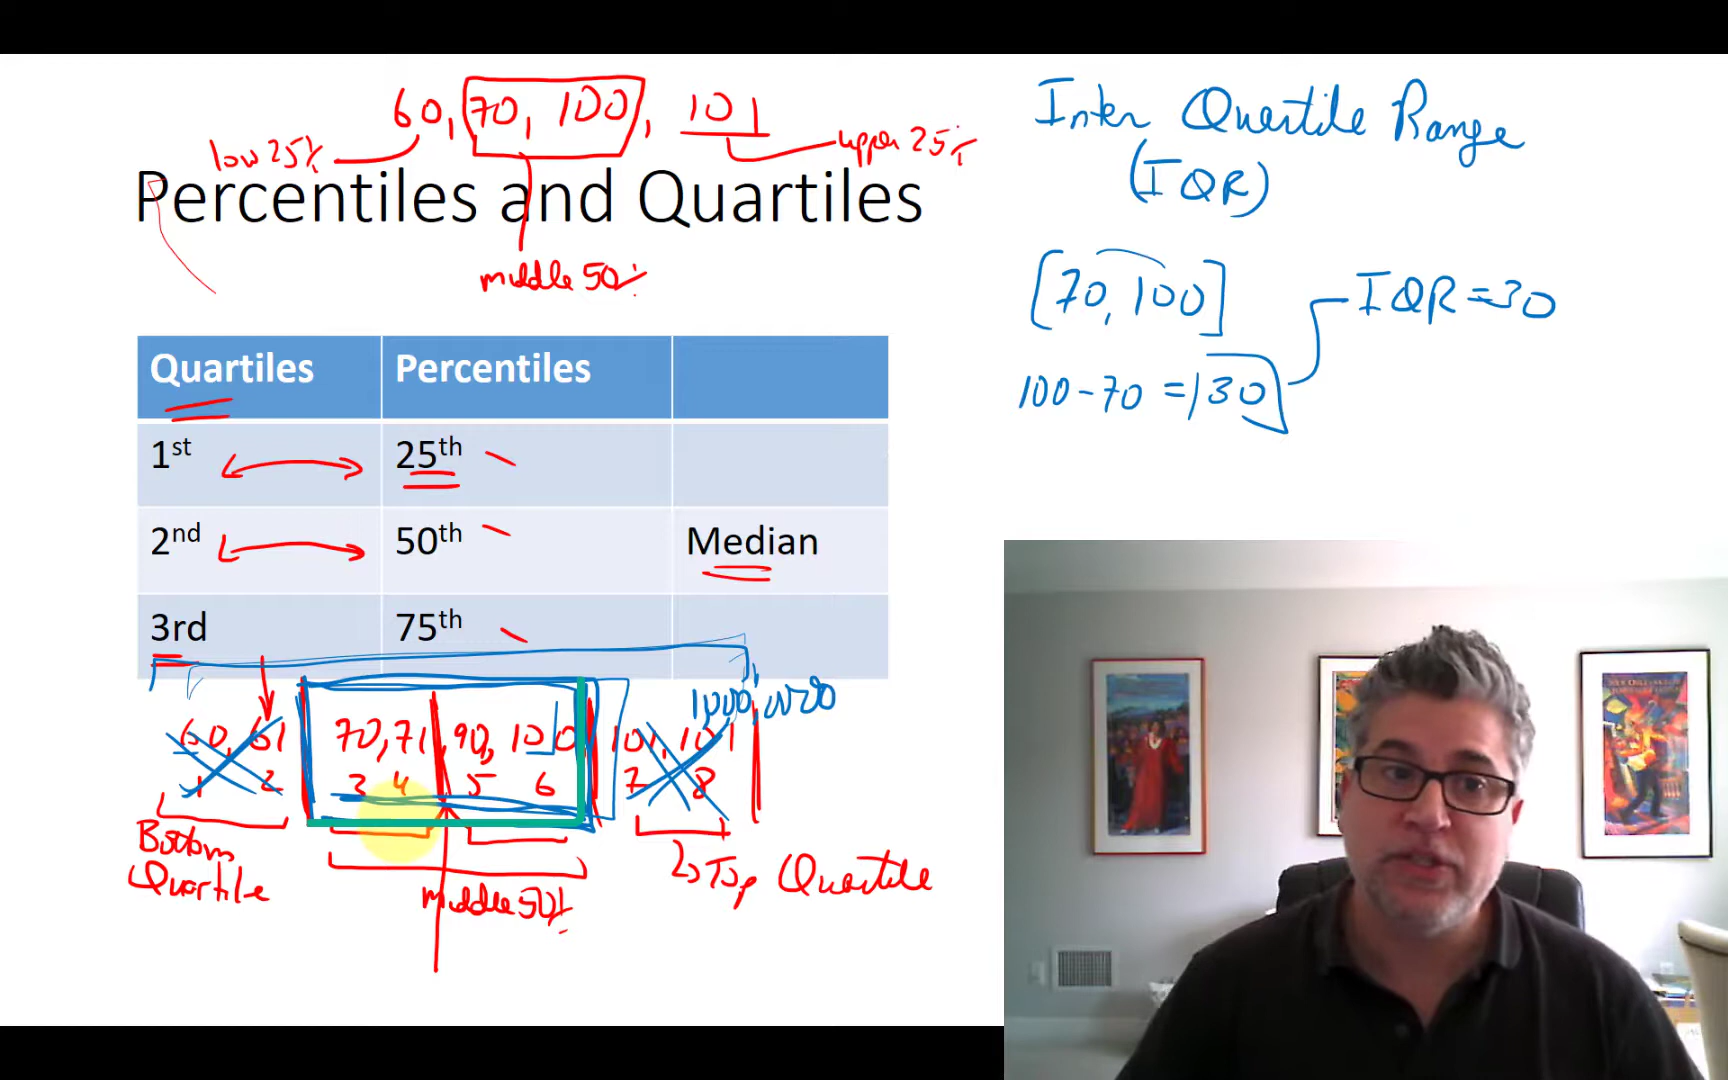 60, 70, 100, 101
low 25%
upper 25%
Percentiles and Quartiles
middle 50%
Inter Quartile Range
(IQR)
[70, 100]
IQR = 30
100 - 70 = 30
Quartiles Percentiles
1st 25th
2nd 50th Median
3rd 75th
60, 61 70, 71, 90, 100, 101, 101
1 2 3 4 5 6 7 8
Bottom
Quartile
middle 50%
Top Quartile